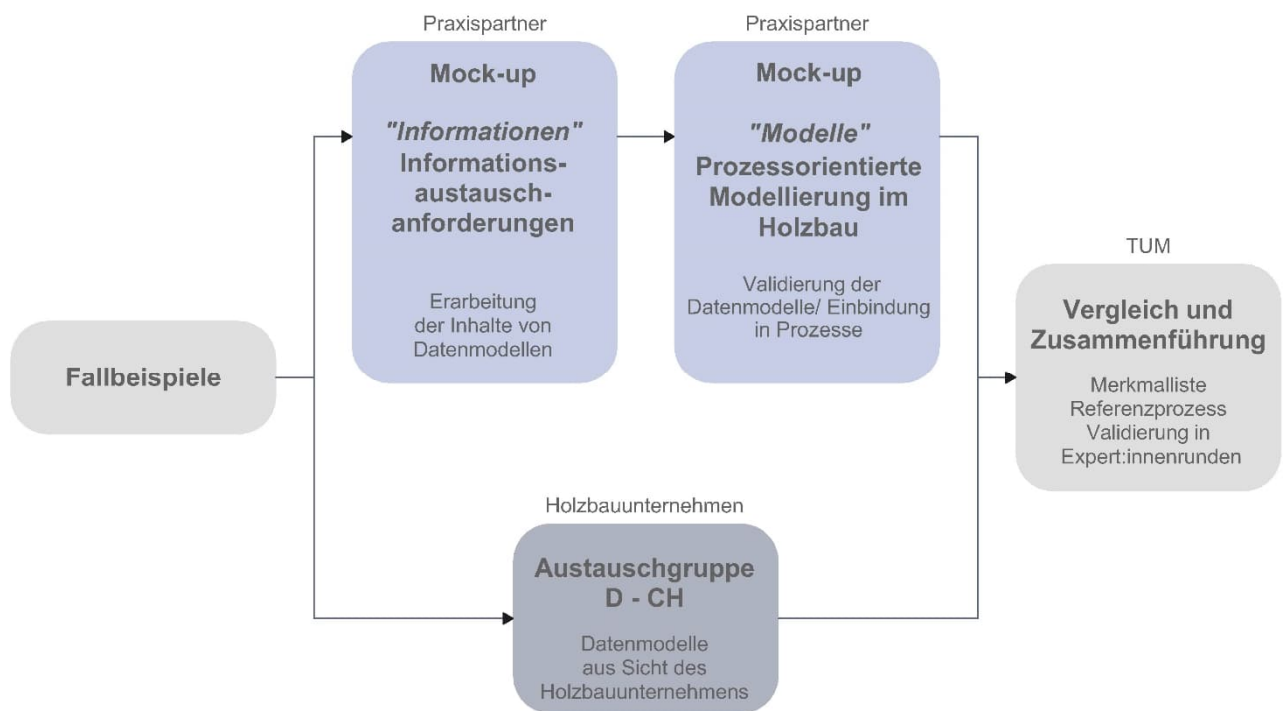 Fallbeispiele
Praxispartner
Mock-up
"Informationen"
Informations-
austausch-
anforderungen
Erarbeitung
der Inhalte von
Datenmodellen
Praxispartner
Mock-up
"Modelle"
Prozessorientierte
Modellierung im
Holzbau
Validierung der
Datenmodelle/ Einbindung
in Prozesse
Holzbauunternehmen
Austauschgruppe
D - CH
Datenmodelle
aus Sicht des
Holzbauunternehmens
TUM
Vergleich und
Zusammenführung
Merkmalliste
Referenzprozess
Validierung in
Expert:innenrunden